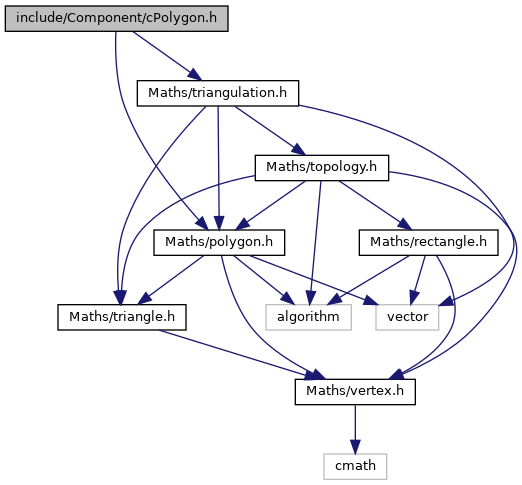 include/Component/cPolygon.h
Maths/triangulation.h
Maths/topology.h
Maths/polygon.h
Maths/rectangle.h
Maths/triangle.h
algorithm
vector
Maths/vertex.h
cmath